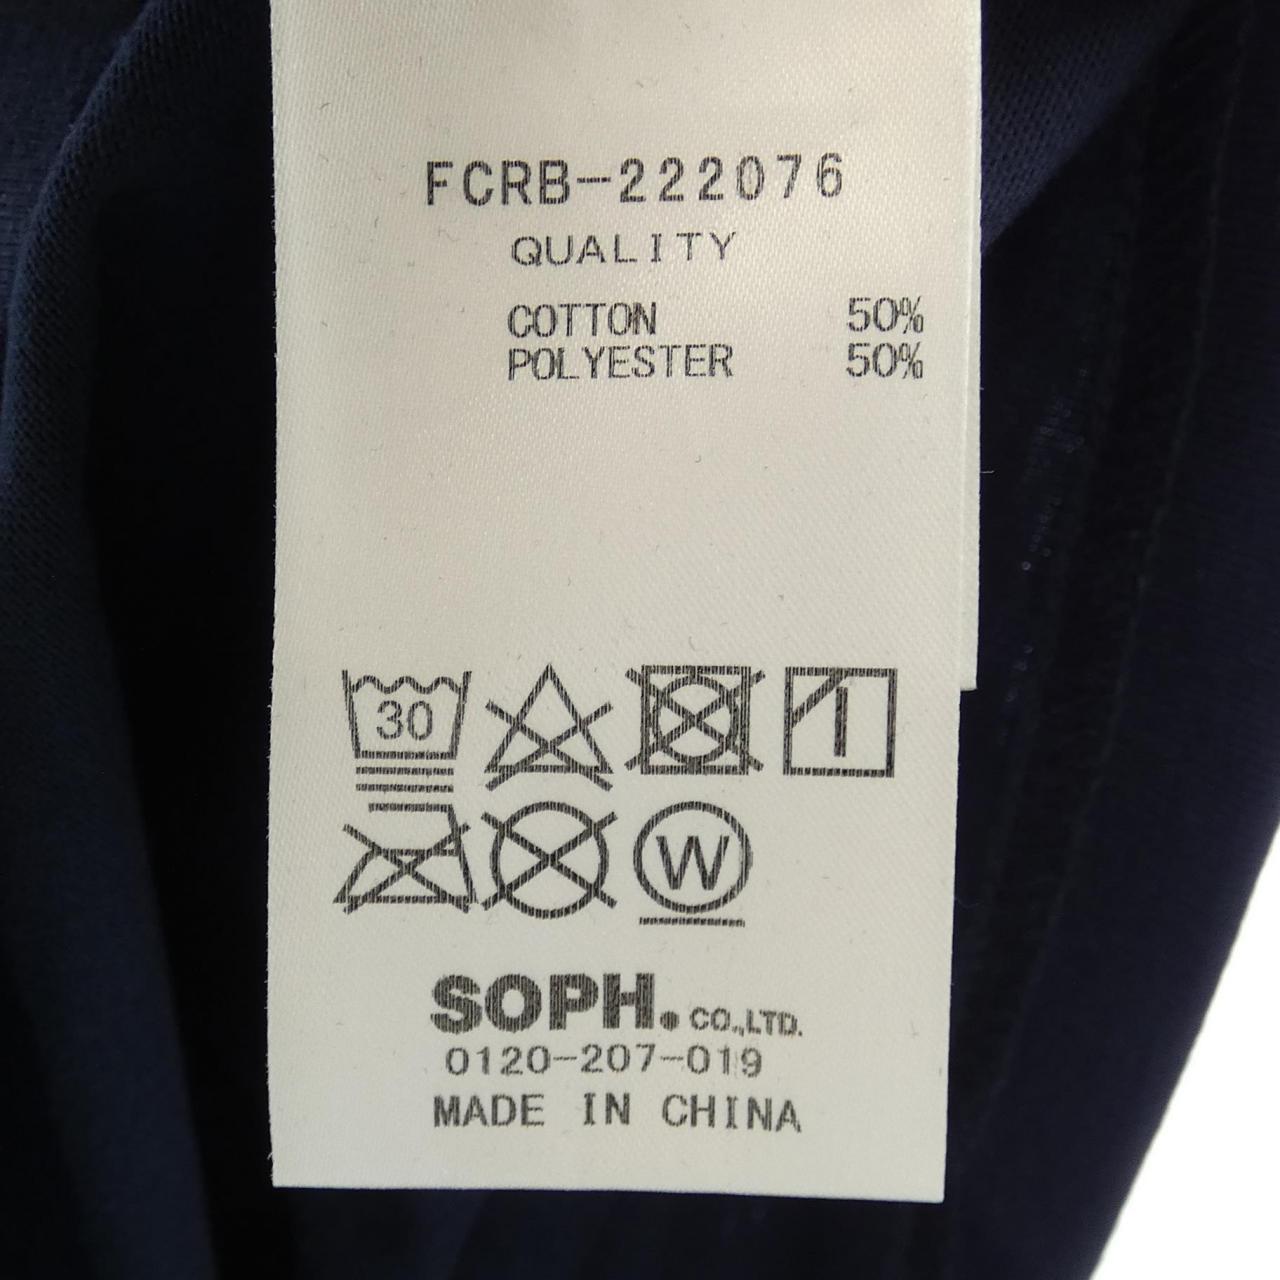 FCRB-222076
QUALITY
COTTON 50%
POLYESTER 50%
30
W
SOPH. CO.,LTD.
0120-207-019
MADE IN CHINA